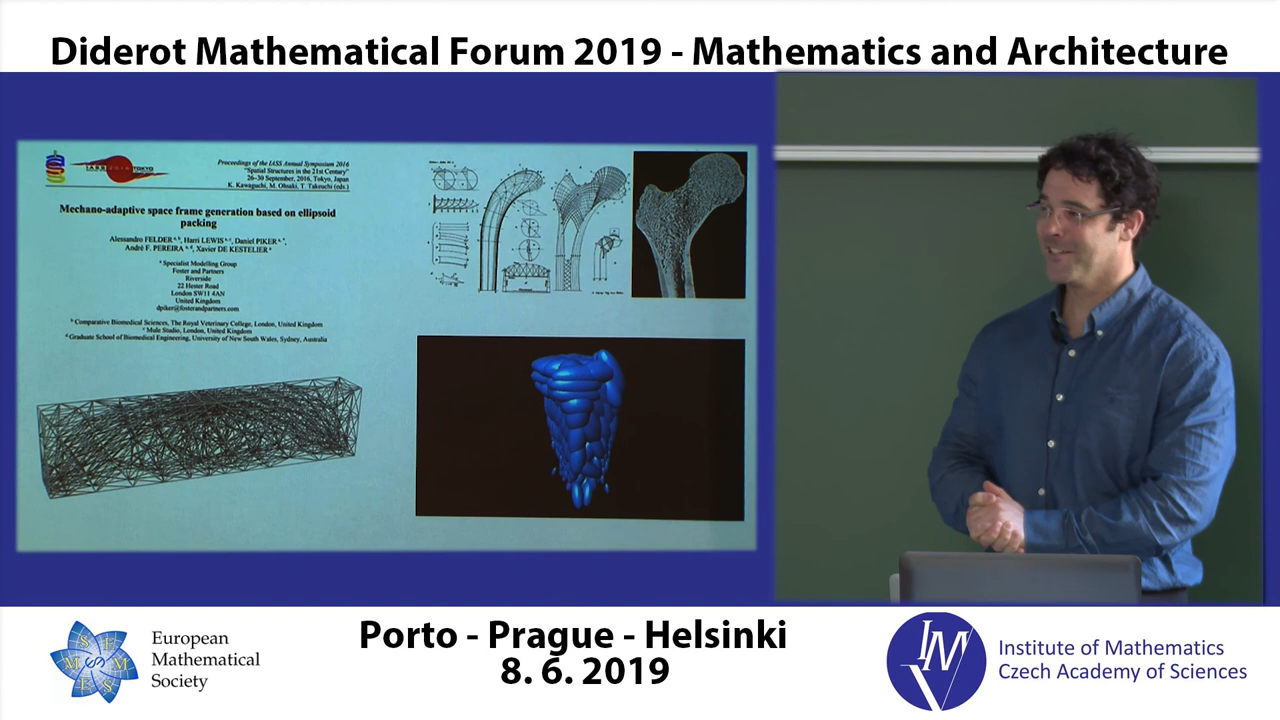 Diderot Mathematical Forum 2019 - Mathematics and Architecture
Proceedings of the IASS Annual Symposium 2016
"Spatial Structures in the 21st Century"
26-30 September, 2016, Tokyo, Japan
K. Kawaguchi, M. Ohsaki, T. Takeuchi (eds.)
Mechano-adaptive space frame generation based on ellipsoid
packing
Alessandro FELDER a, b, Harri LEWIS a, c, Daniel PIKER a, *,
André F. PEREIRA a, d, Xavier DE KESTELIER a
a Specialist Modelling Group
Foster and Partners
Riverside
22 Hester Road
London SW11 4AN
United Kingdom
dpiker@fosterandpartners.com
b Comparative Biomedical Sciences, The Royal Veterinary College, London, United Kingdom
c Mule Studio, London, United Kingdom
d Graduate School of Biomedical Engineering, University of New South Wales, Sydney, Australia
European
Mathematical
Society
Porto - Prague - Helsinki
8. 6. 2019
IM
Institute of Mathematics
Czech Academy of Sciences